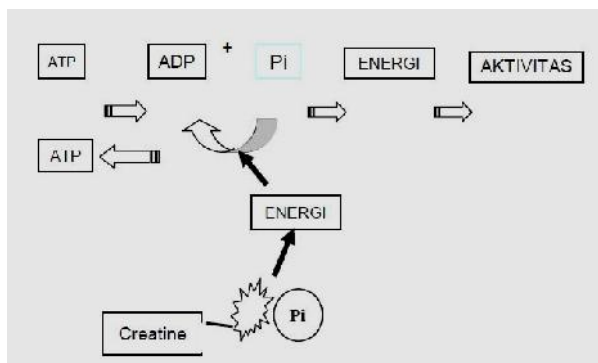 ATP
ADP
+
Pi
ENERGI
AKTIVITAS
ATP
ENERGI
Pi
Creatine